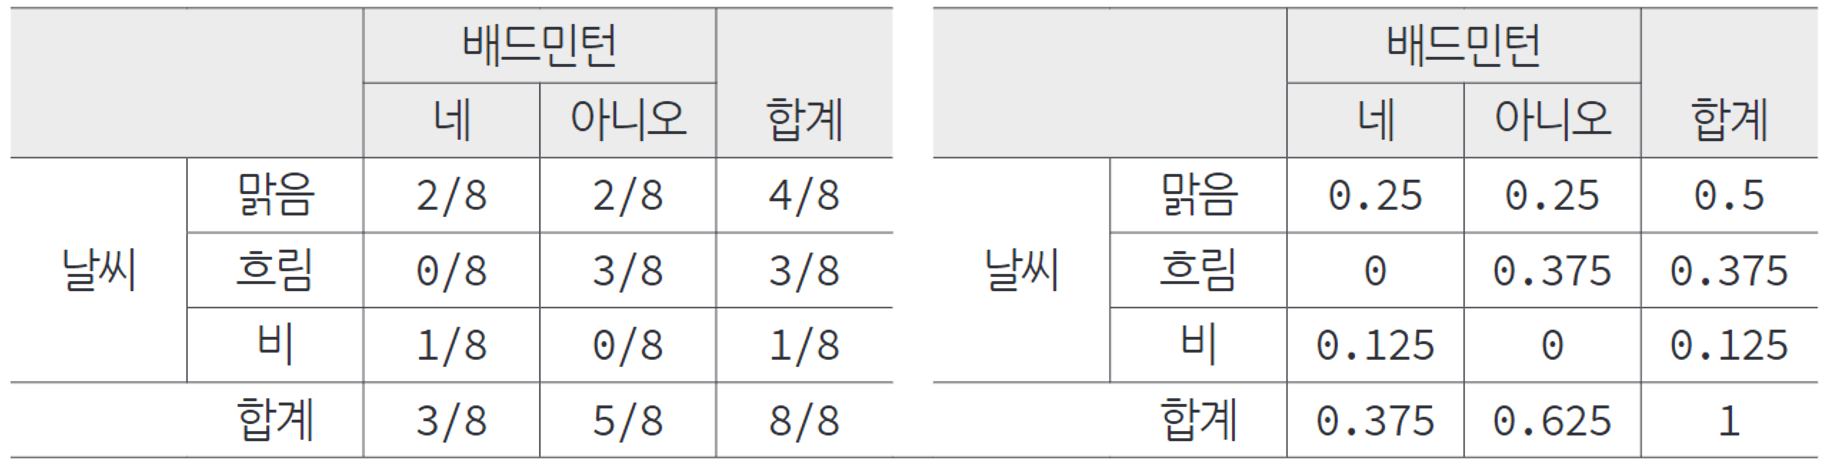 배드민턴 배드민턴
네 아니오 합계 네 아니오 합계
맑음 2/8 2/8 4/8 맑음 0.25 0.25 0.5
날씨 흐림 0/8 3/8 3/8 날씨 흐림 0 0.375 0.375
비 1/8 0/8 1/8 비 0.125 0 0.125
합계 3/8 5/8 8/8 합계 0.375 0.625 1